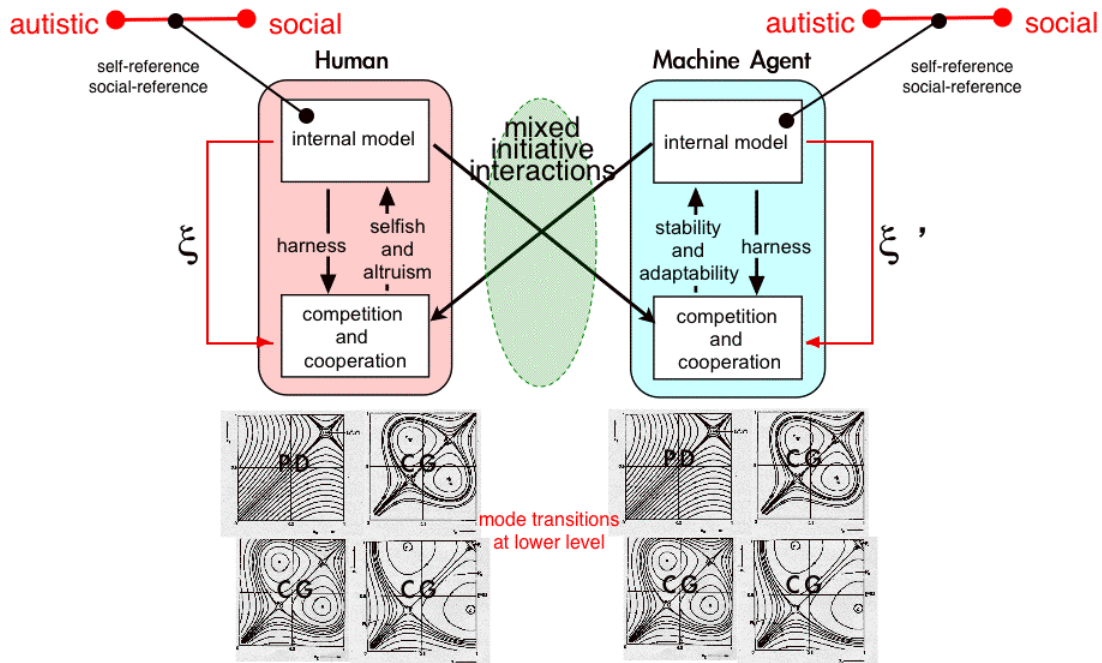 autistic social
self-reference
social-reference
Human
internal model
harness
selfish
and
altruism
competition
and
cooperation
ξ
mixed
initiative
interactions
autistic social
self-reference
social-reference
Machine Agent
internal model
stability
and
adaptability
harness
competition
and
cooperation
ξ ’
PD
CG
CG
CG
mode transitions
at lower level
PD
CG
CG
CG